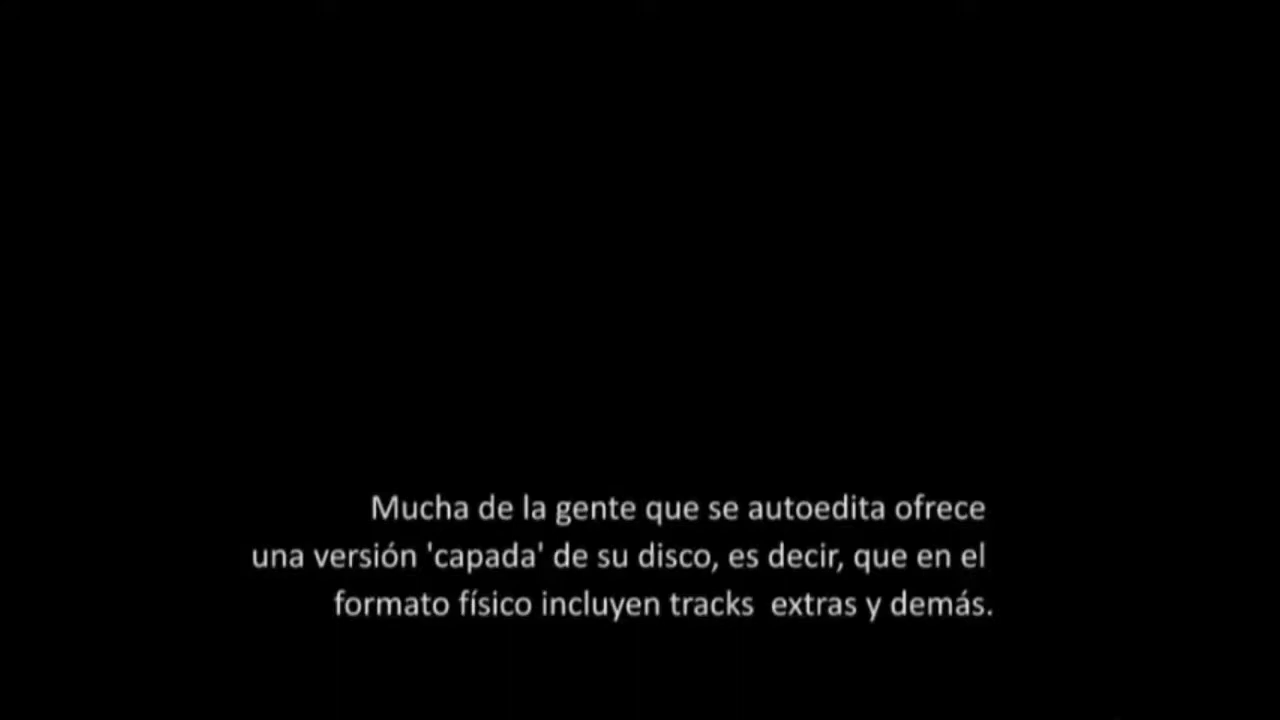 Mucha de la gente que se autoedita ofrece
una versión 'capada' de su disco, es decir, que en el
formato físico incluyen tracks  extras y demás.